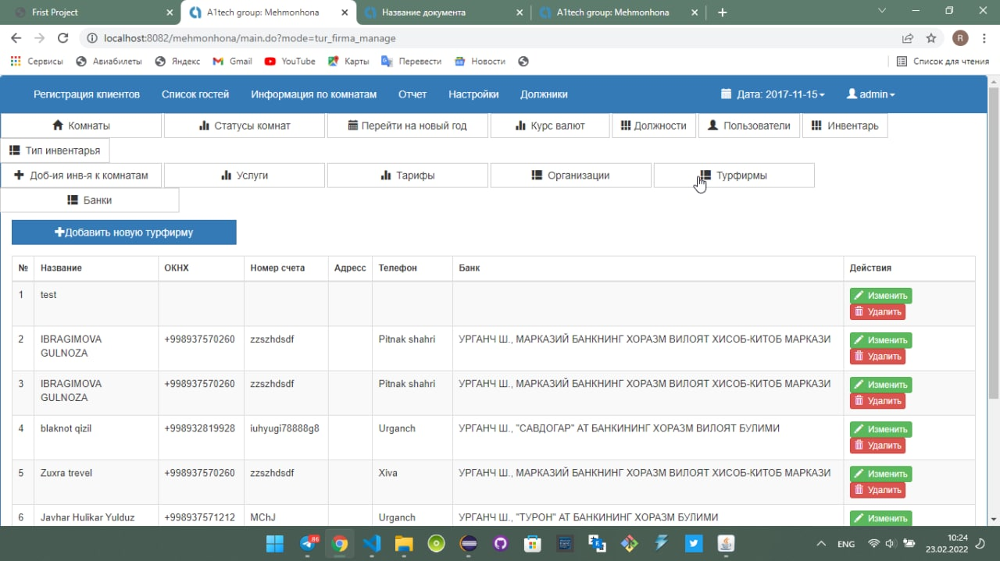 Frist Project
A1tech group: Mehmonhona
Название документа
A1tech group: Mehmonhona
localhost:8082/mehmonhona/main.do?mode=tur_firma_manage
R
Сервисы Авиабилеты Яндекс Gmail YouTube Карты Перевести Новости Список для чтения
Регистрация клиентов Список гостей Информация по комнатам Отчет Настройки Должники Дата: 2017-11-15 admin
Комнаты Статусы комнат Перейти на новый год Курс валют Должности Пользователи Инвентарь
Тип инвентарья
Доб-ия инв-я к комнатам Услуги Тарифы Организации Турфирмы
Банки
Добавить новую турфирму
№ Название ОКНХ Номер счета Адресс Телефон Банк Действия
1 test Изменить
Удалить
2 IBRAGIMOVA +998937570260 zzszhdsdf Pitnak shahri УРГАНЧ Ш., МАРКАЗИЙ БАНКНИНГ ХОРАЗМ ВИЛОЯТ ХИСОБ-КИТОБ МАРКАЗИ Изменить
GULNOZA Удалить
3 IBRAGIMOVA +998937570260 zzszhdsdf Pitnak shahri УРГАНЧ Ш., МАРКАЗИЙ БАНКНИНГ ХОРАЗМ ВИЛОЯТ ХИСОБ-КИТОБ МАРКАЗИ Изменить
GULNOZA Удалить
4 blaknot qizil +998932819928 iuhyugi78888g8 Urganch УРГАНЧ Ш., "САВДОГАР" АТ БАНКИНИНГ ХОРАЗМ ВИЛОЯТ БУЛИМИ Изменить
Удалить
5 Zuxra trevel +998937570260 zzszhdsdf Xiva УРГАНЧ Ш., МАРКАЗИЙ БАНКНИНГ ХОРАЗМ ВИЛОЯТ ХИСОБ-КИТОБ МАРКАЗИ Изменить
Удалить
6 Javhar Hulikar Yulduz +998937571212 MChJ Urganch УРГАНЧ Ш., "ТУРОН" АТ БАНКИНИНГ ХОРАЗМ БУЛИМИ Изменить
86
ENG
10:24
23.02.2022